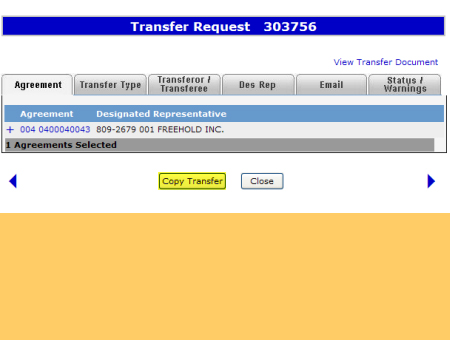 Transfer Request 303756
View Transfer Document
Agreement Transfer Type Transferor / Transferee Des Rep Email Status / Warnings
Agreement Designated Representative
+ 004 0400040043 809-2679 001 FREEHOLD INC.
1 Agreements Selected
Copy Transfer Close